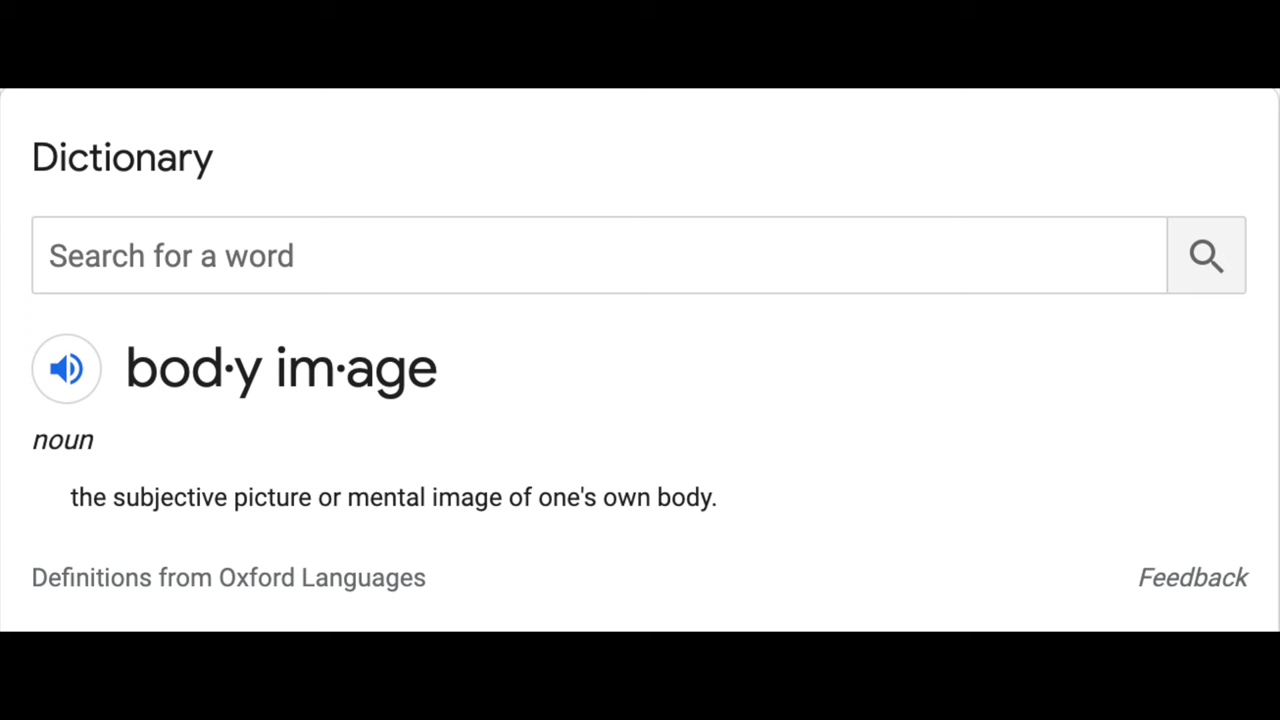 Dictionary
Search for a word
bod·y im·age
noun
the subjective picture or mental image of one's own body.
Definitions from Oxford Languages
Feedback